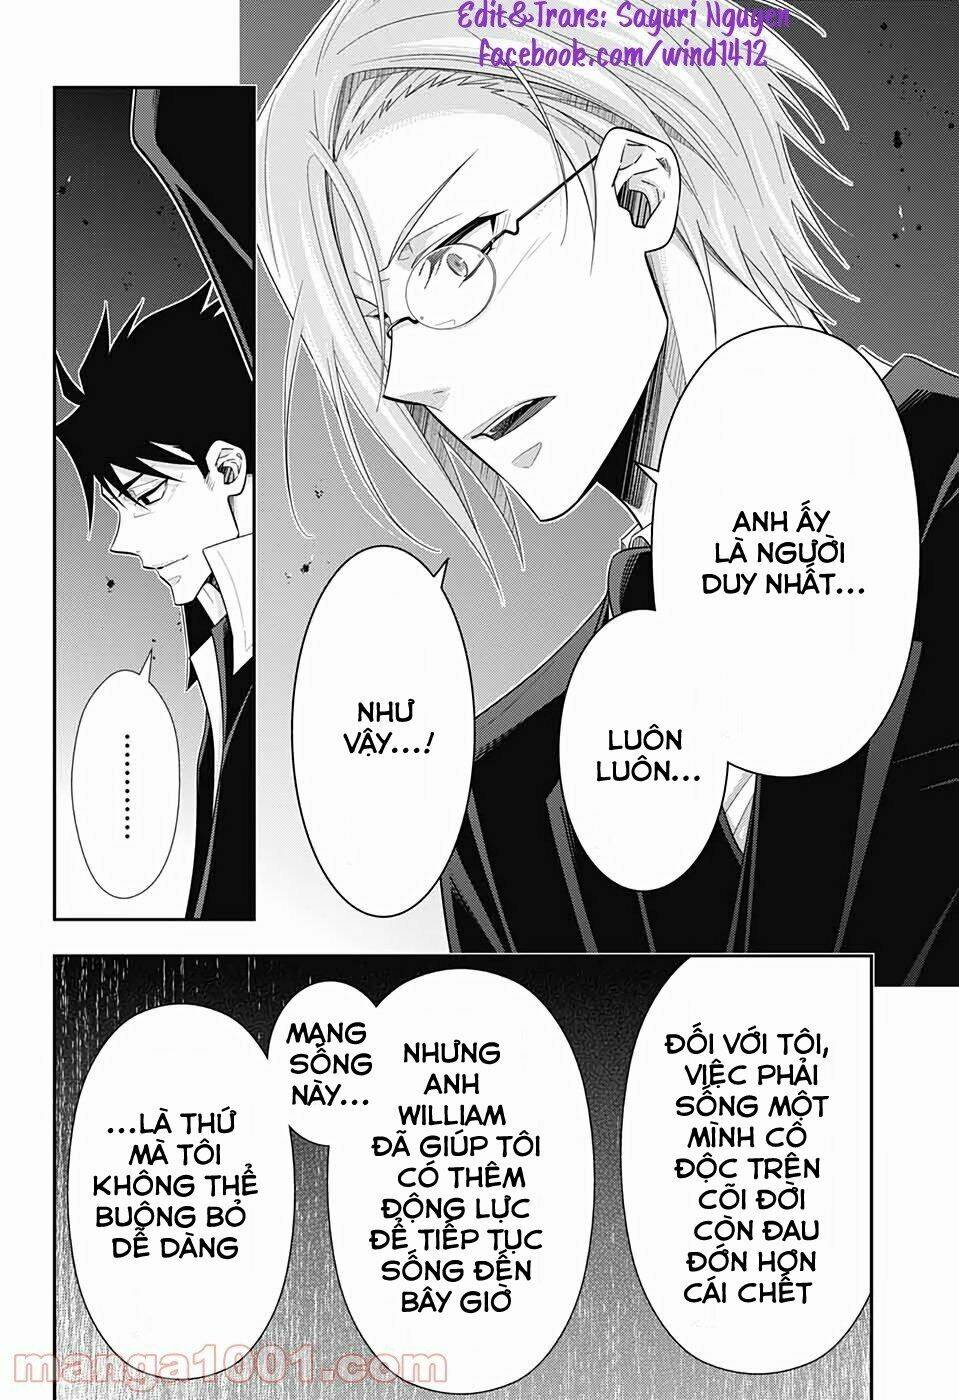 Edit&Trans: Sayuri Nguyen
facebook.com/wind1412
ANH ẤY
LÀ NGƯỜI
DUY NHẤT...
LUÔN
LUÔN...
NHƯ
VẬY...!
..........
ĐỐI VỚI TÔI,
VIỆC PHẢI
SỐNG MỘT
MÌNH CÔ
ĐỘC TRÊN
CÕI ĐỜI
CÒN ĐAU
ĐỚN HƠN
CÁI CHẾT
NHƯNG
ANH
WILLIAM
ĐÃ GIÚP TÔI
CÓ THÊM
ĐỘNG LỰC
ĐỂ TIẾP TỤC
SỐNG ĐẾN
BÂY GIỜ
MẠNG
SỐNG
NÀY...
...LÀ THỨ
MÀ TÔI
KHÔNG THỂ
BUÔNG BỎ
DỄ DÀNG
manga1001.com